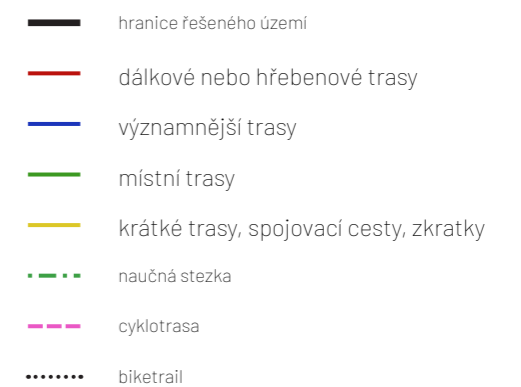 hranice řešeného území
dálkové nebo hřebenové trasy
významnější trasy
místní trasy
krátké trasy, spojovací cesty, zkratky
naučná stezka
cyklotrasa
biketrail